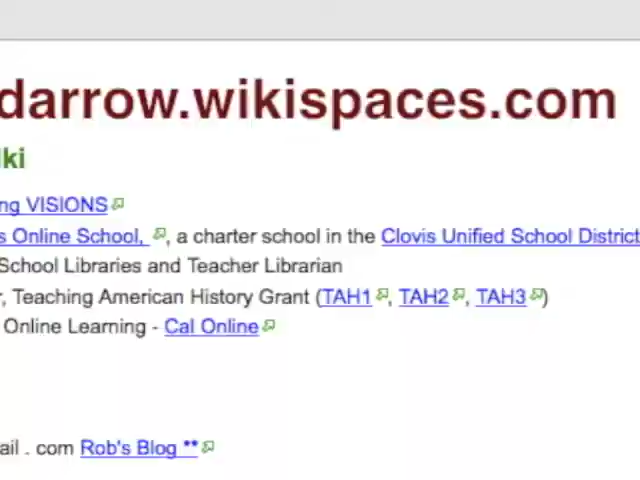 darrow.wikispaces.com
ki
ng VISIONS
s Online School, , a charter school in the Clovis Unified School District
School Libraries and Teacher Librarian
, Teaching American History Grant (TAH1, TAH2, TAH3)
Online Learning - Cal Online
ail . com Rob's Blog **